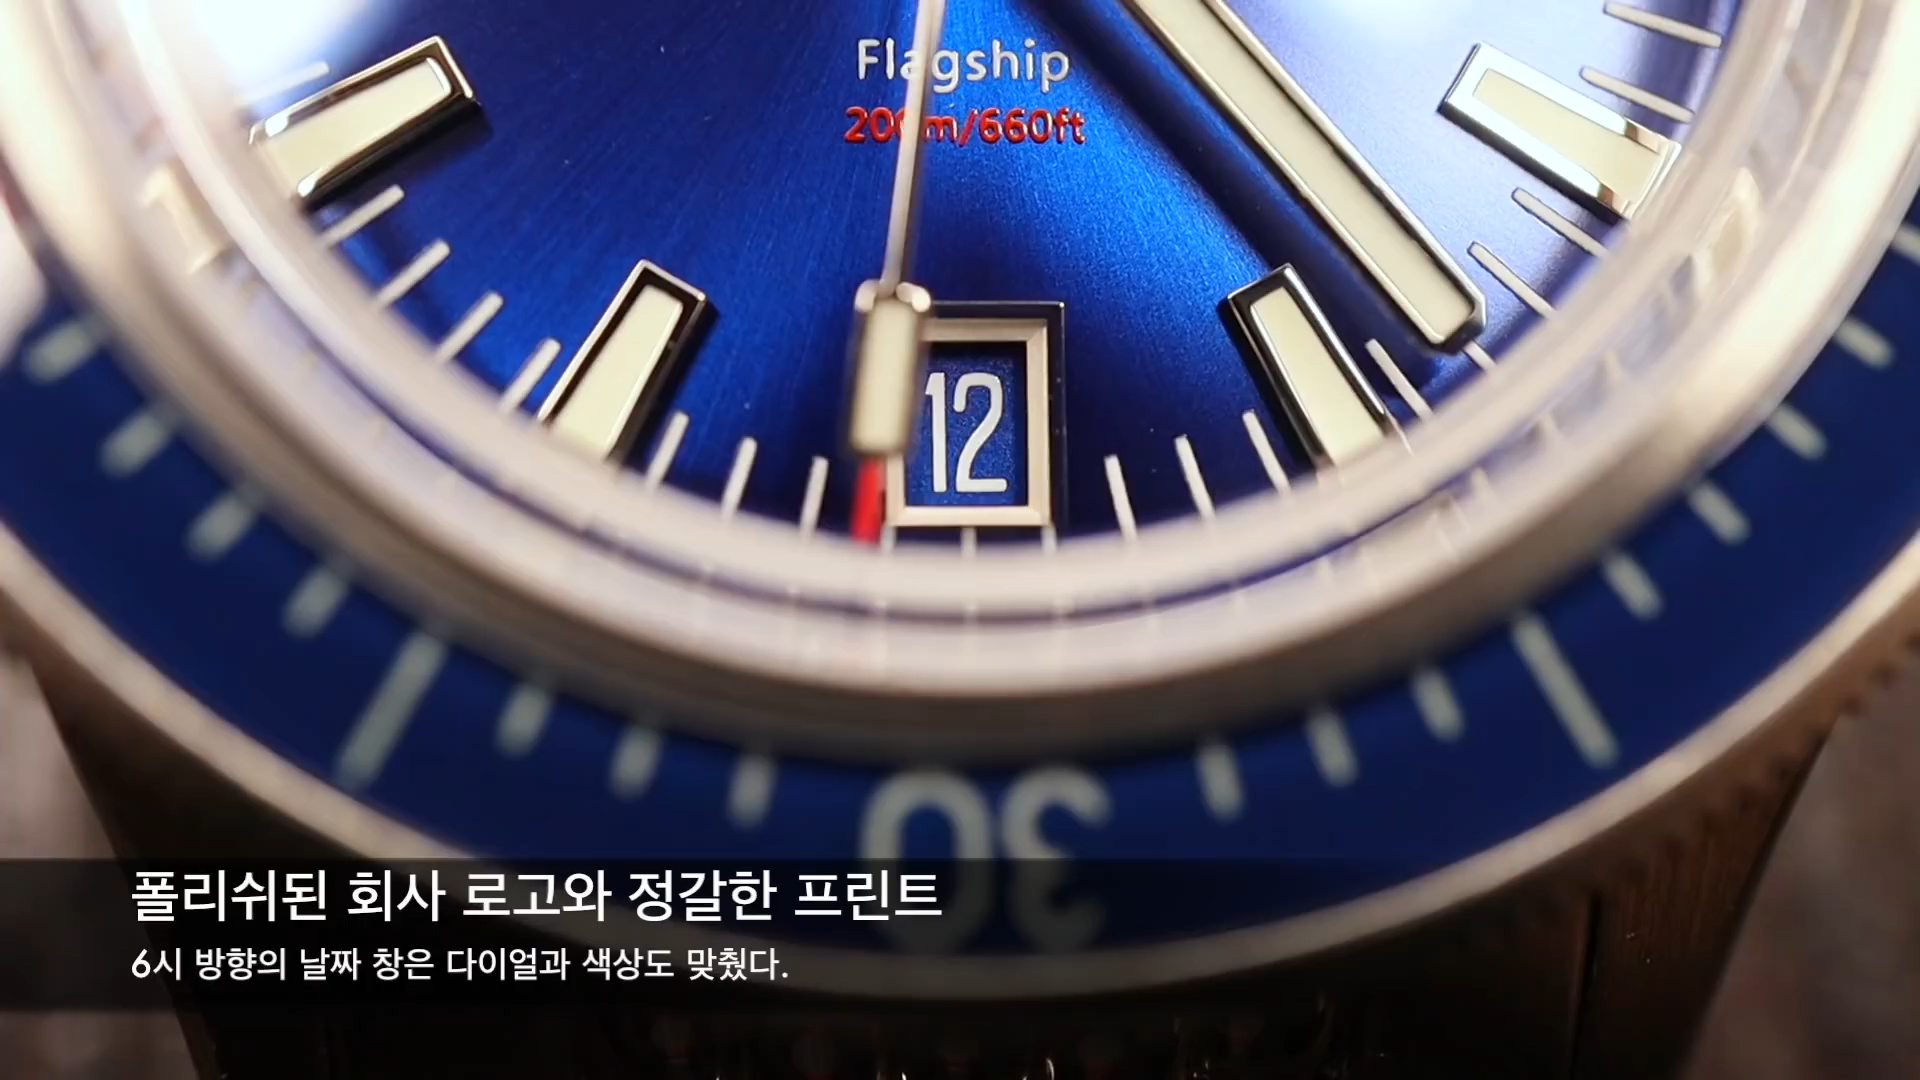 Flagship
200m/660ft
12
30
폴리쉬된 회사 로고와 정갈한 프린트
6시 방향의 날짜 창은 다이얼과 색상도 맞췄다.